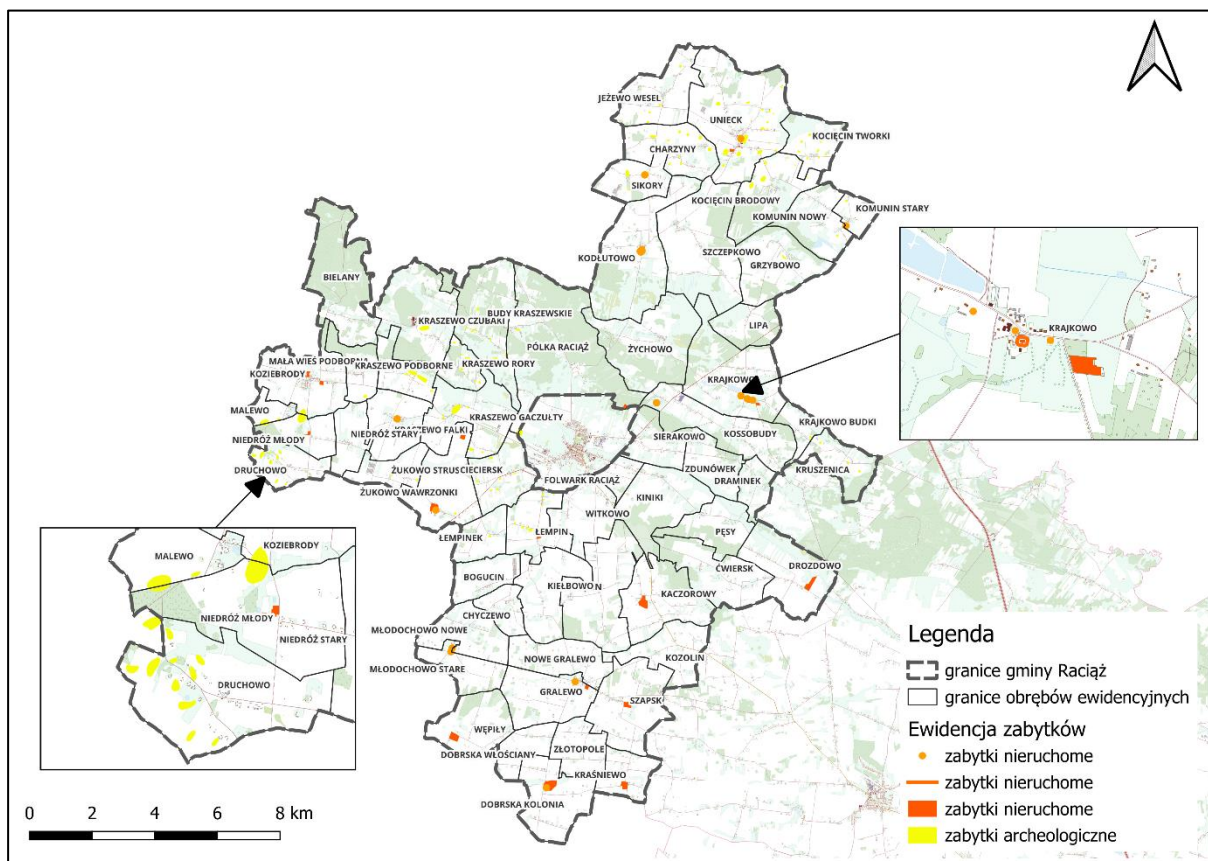 JEŻEWO WESEL
UNIECK
KOCIĘCIN TWORKI
CHARZYNY
SIKORY
KOCIĘCIN BRODOWY
KOMUNIN STARY
KOMUNIN NOWY
KODŁUTOWO
SZCZEPKOWO
GRZYBOWO
BIELANY
BUDY KRASZEWSKIE
KRASZEWO CZUBAKI
LIPA
PÓLKA RACIĄŻ
ŻYCHOWO
KRASZEWO RORY
MAŁA WIEŚ PODBORNA
KRASZEWO PODBORNE
KOZIEBRODY
KRAJKOWO
MALEWO
KRASZEWO GACZUŁTY
KRAJKOWO BUDKI
NIEDRÓŻ STARY
KRASZEWO FALKI
NIEDRÓŻ MŁODY
SIERAKOWO
KOSSOBUDY
DRUCHOWO
ŻUKOWO STRUSCIECIERSK
ZDUNÓWEK
KRUSZENICA
FOLWARK RACIĄŻ
DRAMINEK
ŻUKOWO WAWRZONKI
KINIKI
WITKOWO
ŁEMPINEK
ŁEMPIN
PĘSY
ĆWIERSK
DROZDOWO
BOGUCIN
KIEŁBOWO
N
KACZOROWY
CHYCZEWO
MŁODOCHOWO NOWE
MŁODOCHOWO STARE
NOWE GRALEWO
KOZOLIN
GRALEWO
SZAPSK
WĘPIŁY
DOBRSKA WŁOŚCIANY
ZŁOTOPOLE
KRAŚNIEWO
DOBRSKA KOLONIA
KRAJKOWO
MALEWO
KOZIEBRODY
NIEDRÓŻ MŁODY
NIEDRÓŻ STARY
DRUCHOWO
0 2 4 6 8 km
Legenda
granice gminy Raciąż
granice obrębów ewidencyjnych
Ewidencja zabytków
zabytki nieruchome
zabytki nieruchome
zabytki nieruchome
zabytki archeologiczne